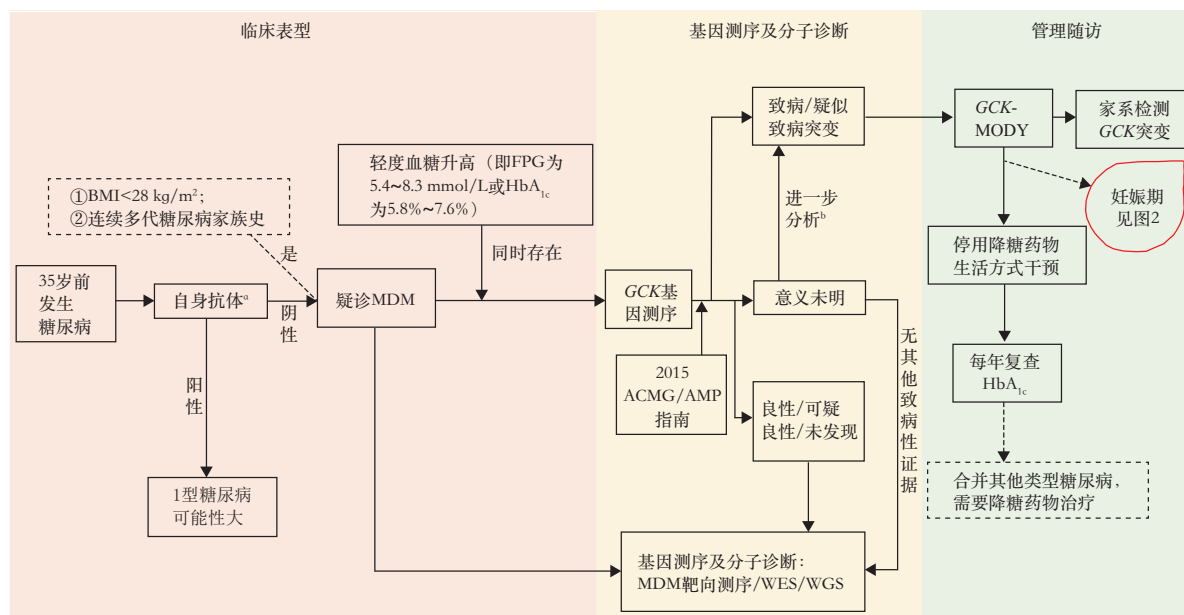 临床表型
基因测序及分子诊断
管理随访
①BMI<28 kg/m²;
②连续多代糖尿病家族史
是
35岁前
发生
糖尿病
自身抗体ᵃ
阴性
阳性
1型糖尿病
可能性大
疑诊MDM
轻度血糖升高（即FPG为
5.4~8.3 mmol/L或HbA₁c
为5.8%~7.6%）
同时存在
GCK基
因测序
2015
ACMG/AMP
指南
致病/疑似
致病突变
进一步
分析ᵇ
意义未明
良性/可疑
良性/未发现
无其他致病性证据
基因测序及分子诊断：
MDM靶向测序/WES/WGS
GCK-
MODY
家系检测
GCK突变
妊娠期
见图2
停用降糖药物
生活方式干预
每年复查
HbA₁c
合并其他类型糖尿病，
需要降糖药物治疗